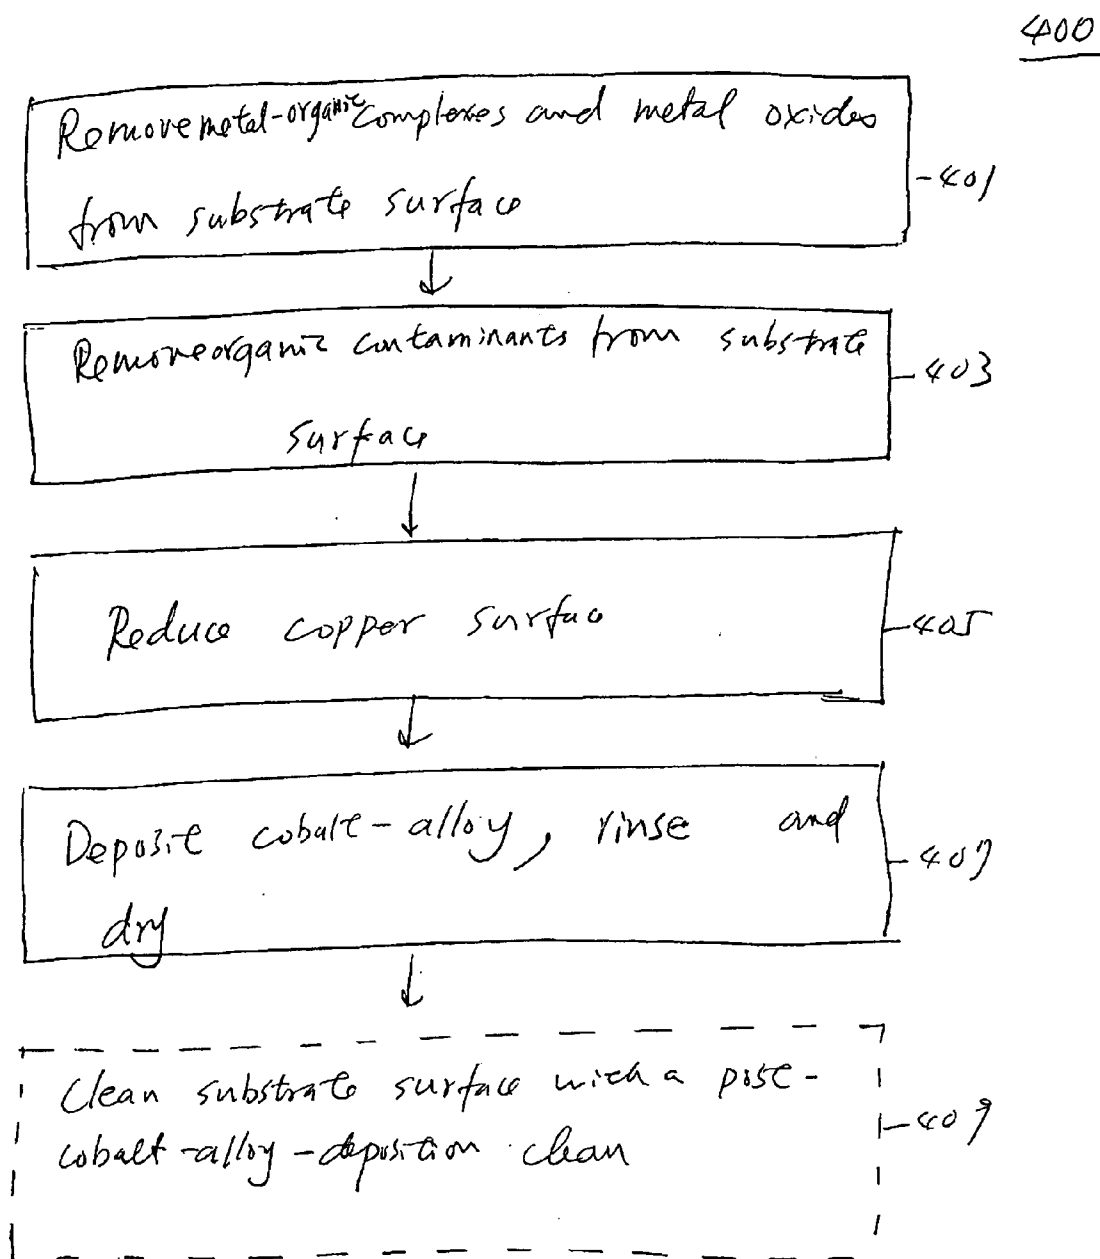 400
Remove metal-organic complexes and metal oxides
from substrate surface
401
Remove organic contaminants from substrate
surface
403
Reduce copper surface
405
Deposit cobalt-alloy, rinse and
dry
407
Clean substrate surface with a post-
cobalt-alloy-deposition clean
409